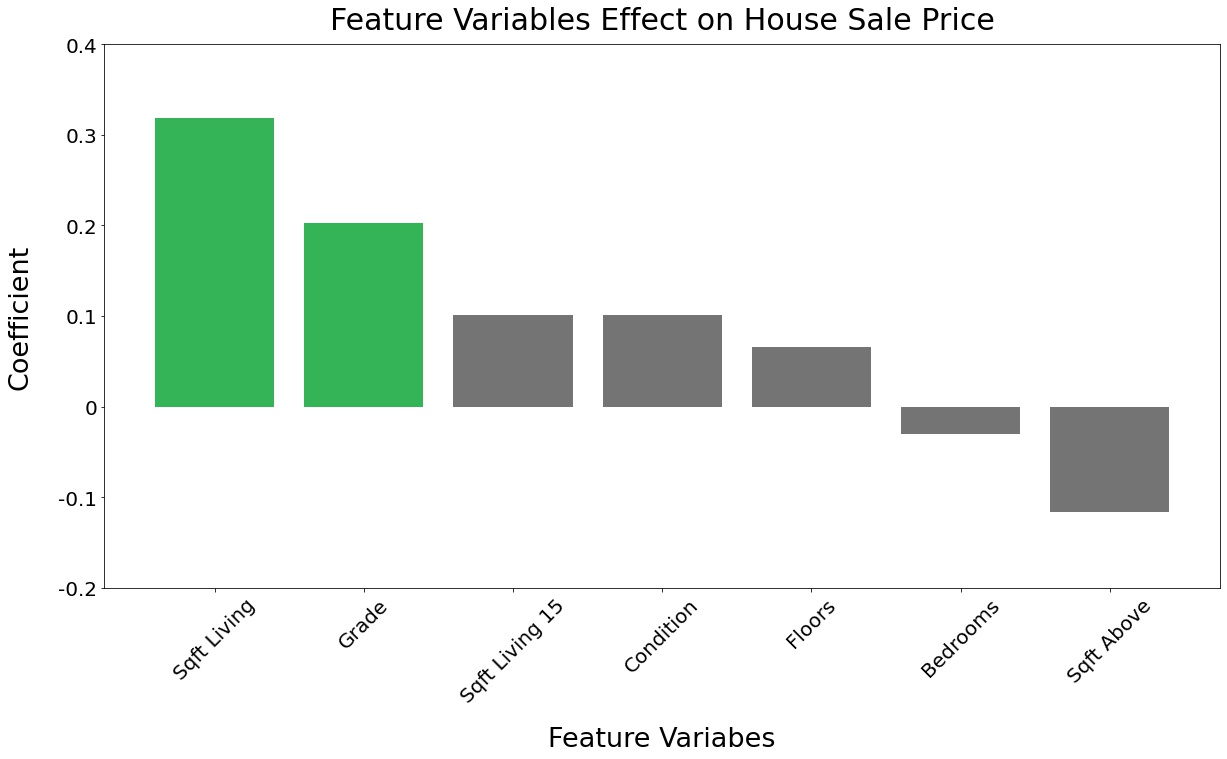 Feature Variables Effect on House Sale Price
Coefficient
0.4
0.3
0.2
0.1
0
-0.1
-0.2
Sqft Living
Grade
Sqft Living 15
Condition
Floors
Bedrooms
Sqft Above
Feature Variabes